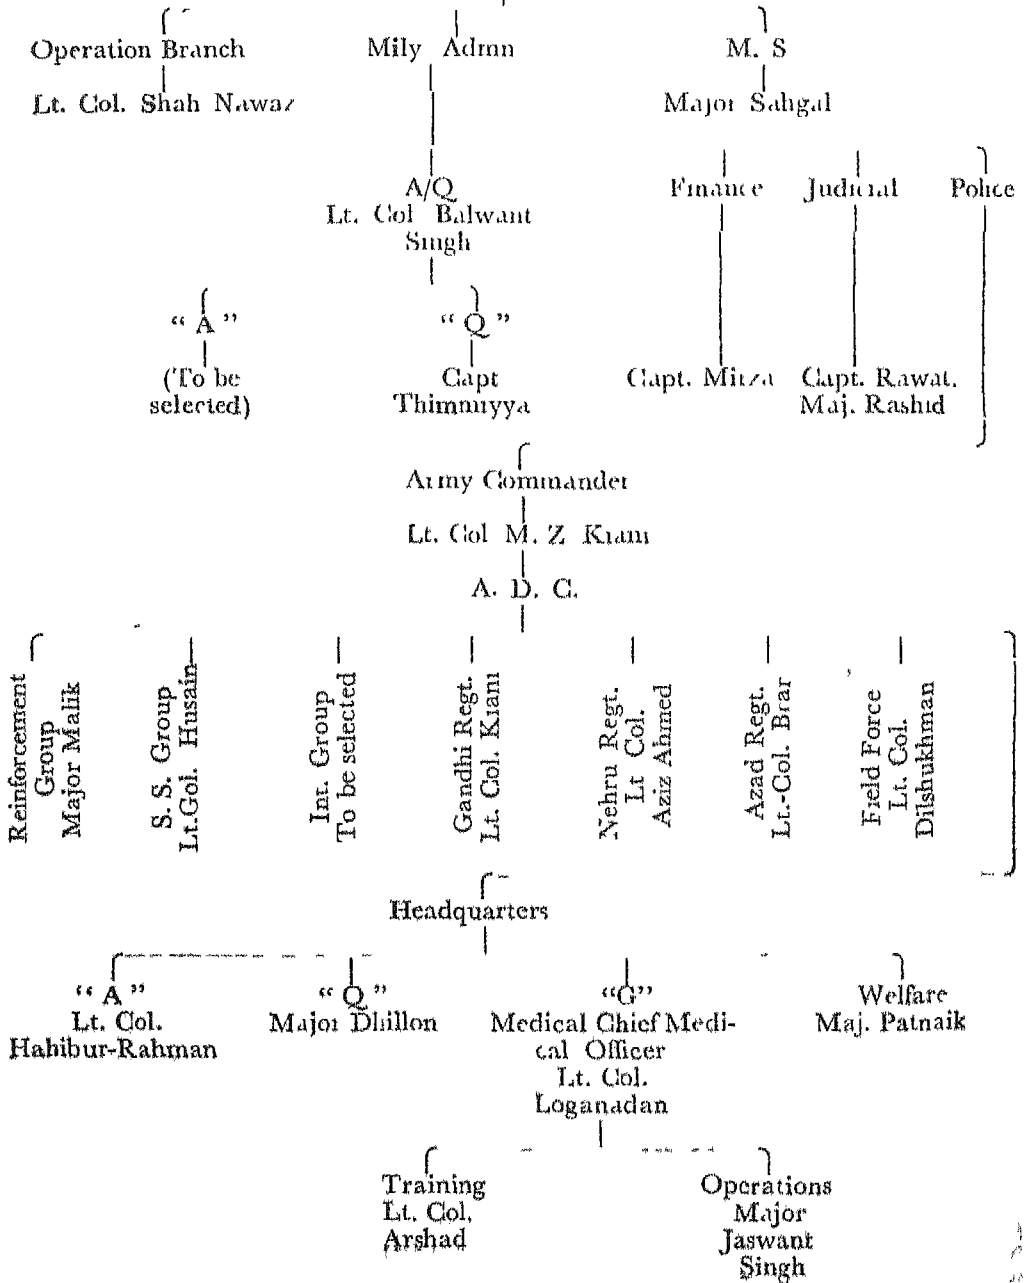 Operation Branch
Mily Admn
M. S
Lt. Col. Shah Nawaz
Major Sahgal
A/Q
Lt. Col Balwant
Singh
Finance
Judicial
Police
"A"
(To be
selected)
"Q"
Capt
Thimmiyya
Capt. Mirza
Capt. Rawat.
Maj. Rashid
Army Commander
Lt. Col M. Z Kiani
A. D. C.
Reinforcement
Group
Major Malik
S.S. Group
Lt.Gol. Husain
Int. Group
To be selected
Gandhi Regt.
Lt. Col. Kiani
Nehru Regt.
Lt Col.
Aziz Ahmed
Azad Regt.
Lt.-Col. Brar
Field Force
Lt. Col.
Dilshukhman
Headquarters
"A"
Lt. Col.
Habibur-Rahman
"Q"
Major Dhillon
"G"
Medical Chief Medi-
cal Officer
Lt. Col.
Loganadan
Welfare
Maj. Patnaik
Training
Lt. Col.
Arshad
Operations
Major
Jaswant
Singh